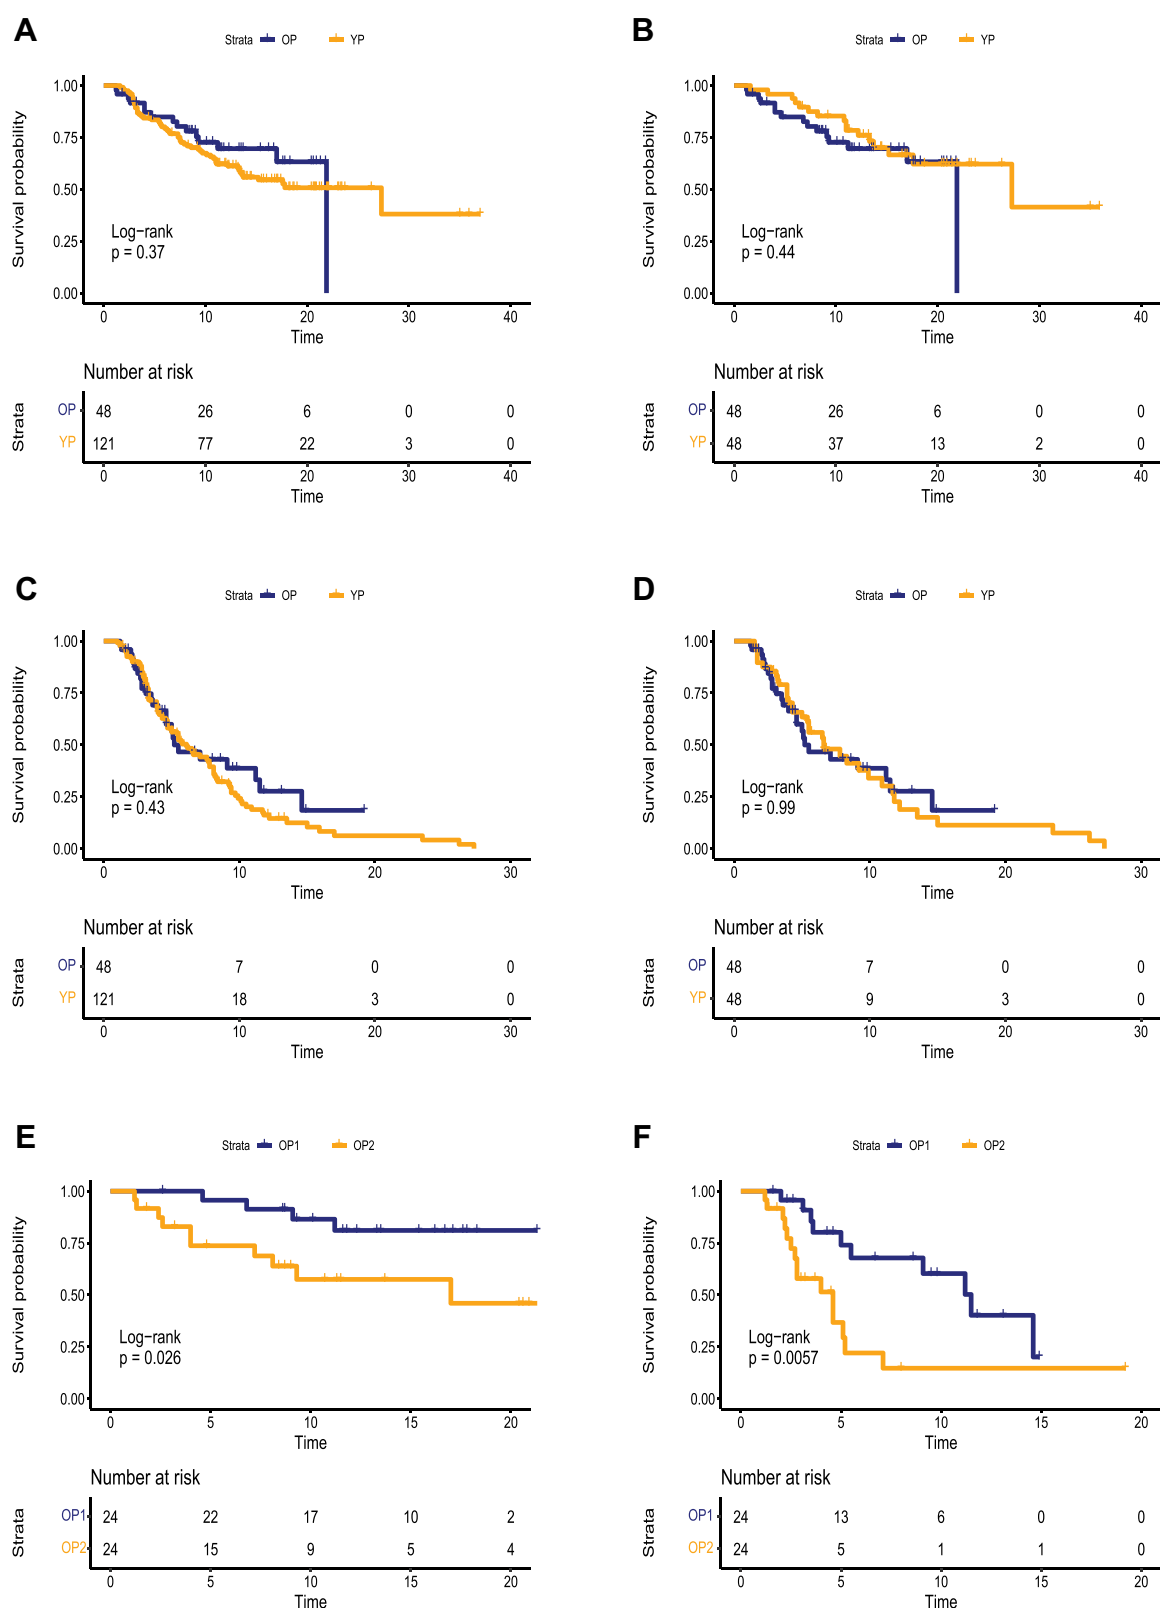 A
Strata OP YP
Survival probability
1.00
0.75
0.50
0.25
0.00
Log−rank
p = 0.37
0 10 20 30 40
Time
Number at risk
Strata
OP 48 26 6 0 0
YP 121 77 22 3 0
0 10 20 30 40
Time
B
Strata OP YP
Survival probability
1.00
0.75
0.50
0.25
0.00
Log−rank
p = 0.44
0 10 20 30 40
Time
Number at risk
Strata
OP 48 26 6 0 0
YP 48 37 13 2 0
0 10 20 30 40
Time
C
Strata OP YP
Survival probability
1.00
0.75
0.50
0.25
0.00
Log−rank
p = 0.43
0 10 20 30
Time
Number at risk
Strata
OP 48 7 0 0
YP 121 18 3 0
0 10 20 30
Time
D
Strata OP YP
Survival probability
1.00
0.75
0.50
0.25
0.00
Log−rank
p = 0.99
0 10 20 30
Time
Number at risk
Strata
OP 48 7 0 0
YP 48 9 3 0
0 10 20 30
Time
E
Strata OP1 OP2
Survival probability
1.00
0.75
0.50
0.25
0.00
Log−rank
p = 0.026
0 5 10 15 20
Time
Number at risk
Strata
OP1 24 22 17 10 2
OP2 24 15 9 5 4
0 5 10 15 20
Time
F
Strata OP1 OP2
Survival probability
1.00
0.75
0.50
0.25
0.00
Log−rank
p = 0.0057
0 5 10 15 20
Time
Number at risk
Strata
OP1 24 13 6 0 0
OP2 24 5 1 1 0
0 5 10 15 20
Time